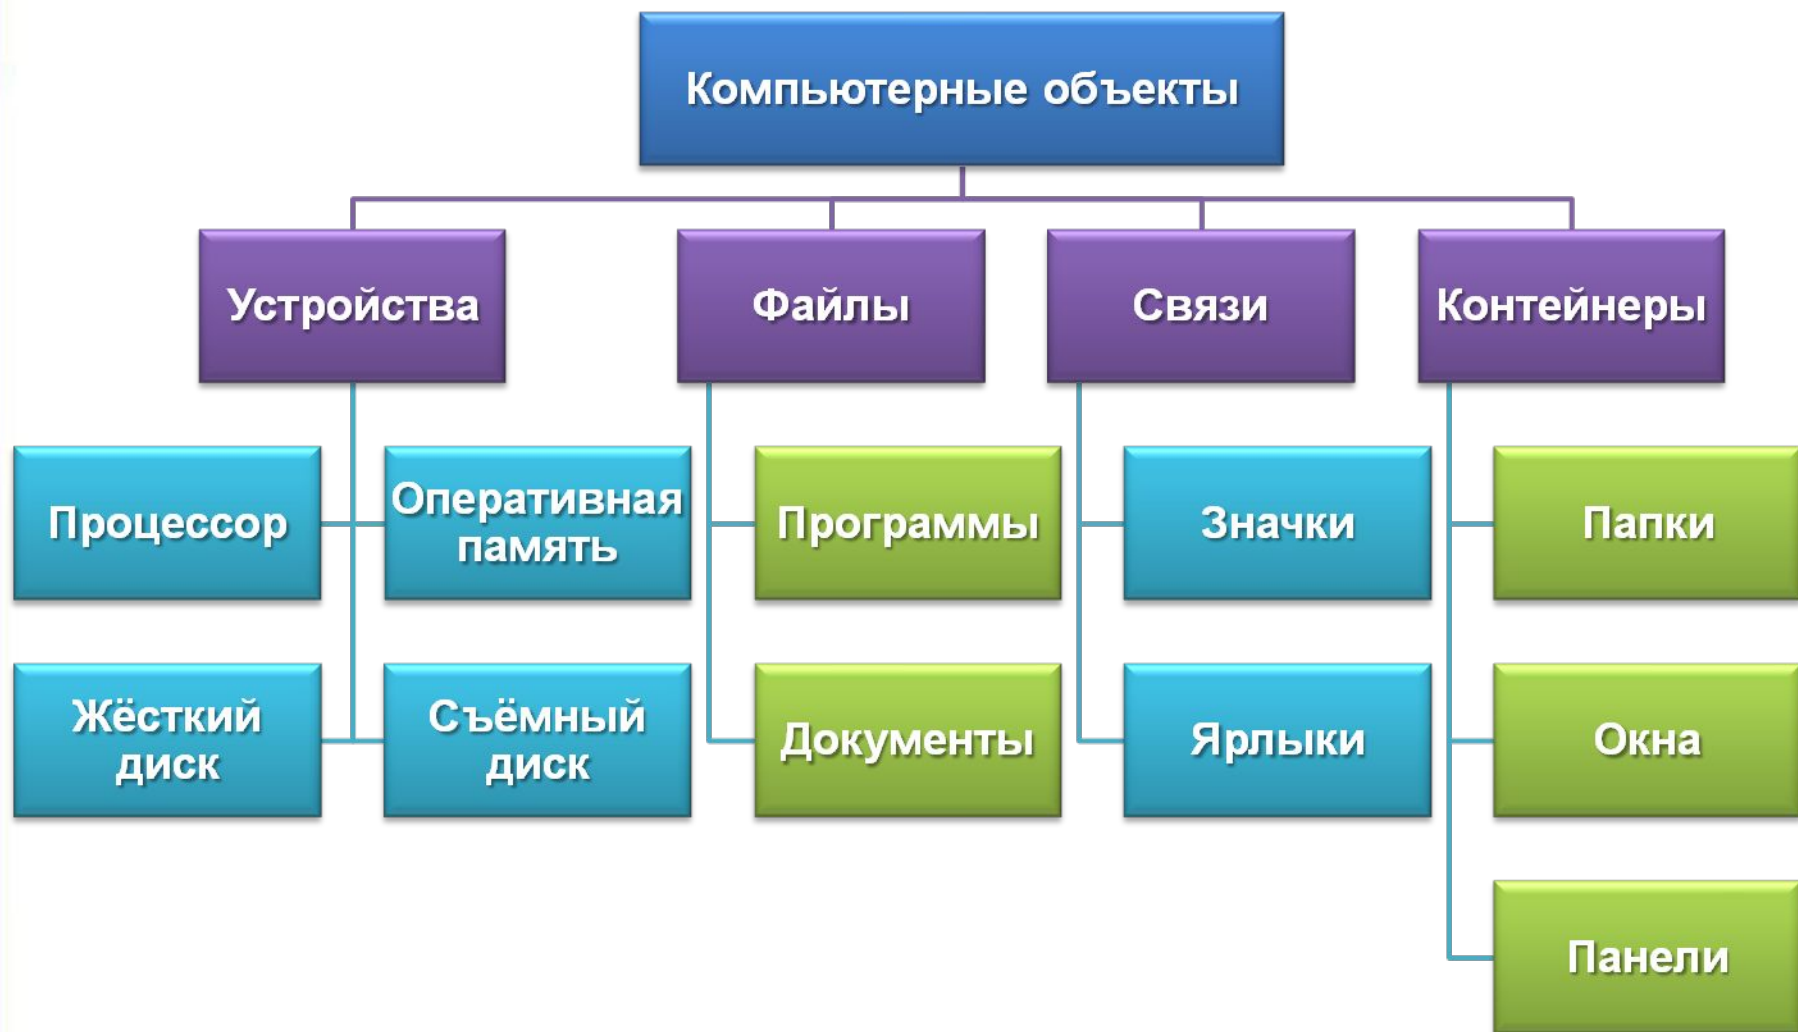 Компьютерные объекты
Устройства
Файлы
Связи
Контейнеры
Процессор
Оперативная
память
Программы
Значки
Папки
Жёсткий
диск
Съёмный
диск
Документы
Ярлыки
Окна
Панели